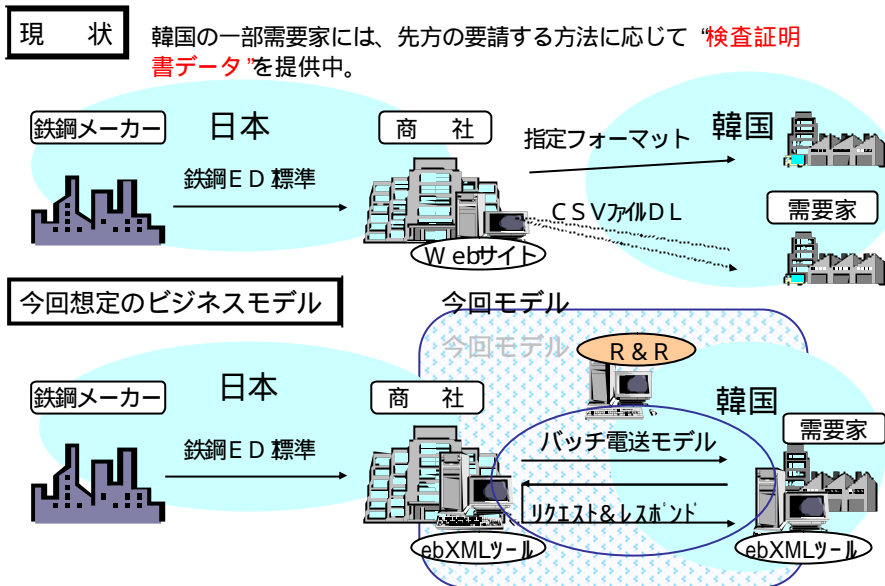 現 状
韓国の一部需要家には、先方の要請する方法に応じて “検査証明
書データ”を提供中。
鉄鋼メーカー
日本
商 社
指定フォーマット
韓国
鉄鋼ED標準
CSVファイルDL
需要家
Webサイト
今回想定のビジネスモデル
今回モデル
今回モデル
R&R
鉄鋼メーカー
日本
商 社
韓国
需要家
鉄鋼ED標準
バッチ電送モデル
リクエスト&レスポンド
ebXMLツール
ebXMLツール